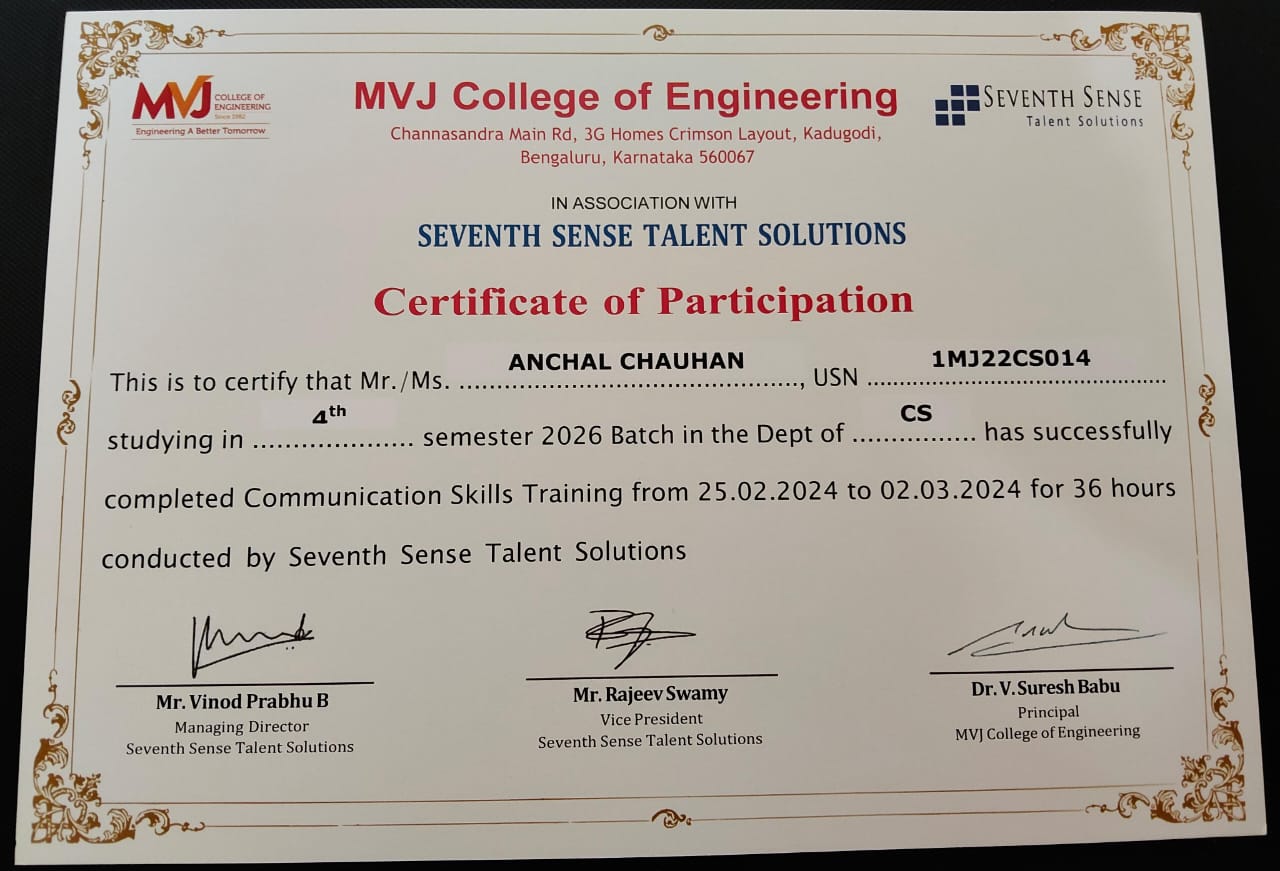 MVJ COLLEGE OF
ENGINEERING
Since 1982
Engineering A Better Tomorrow
MVJ College of Engineering
Channasandra Main Rd, 3G Homes Crimson Layout, Kadugodi,
Bengaluru, Karnataka 560067
SEVENTH SENSE
Talent Solutions
IN ASSOCIATION WITH
SEVENTH SENSE TALENT SOLUTIONS
Certificate of Participation
This is to certify that Mr./Ms. ANCHAL CHAUHAN, USN 1MJ22CS014
studying in 4th semester 2026 Batch in the Dept of CS has successfully
completed Communication Skills Training from 25.02.2024 to 02.03.2024 for 36 hours
conducted by Seventh Sense Talent Solutions
Mr. Vinod Prabhu B
Managing Director
Seventh Sense Talent Solutions
Mr. Rajeev Swamy
Vice President
Seventh Sense Talent Solutions
Dr. V. Suresh Babu
Principal
MVJ College of Engineering